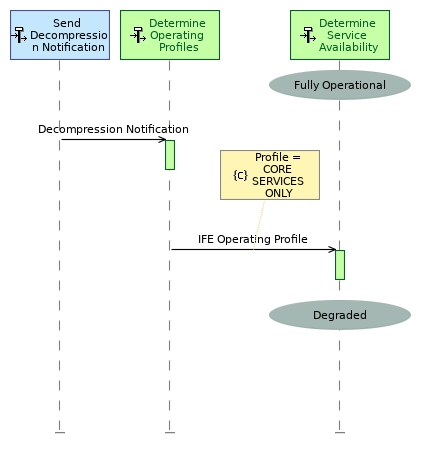 Send
Decompressio
n Notification
Determine
Operating
Profiles
Determine
Service
Availability
Fully Operational
Decompression Notification
{c}
Profile =
CORE
SERVICES
ONLY
IFE Operating Profile
Degraded